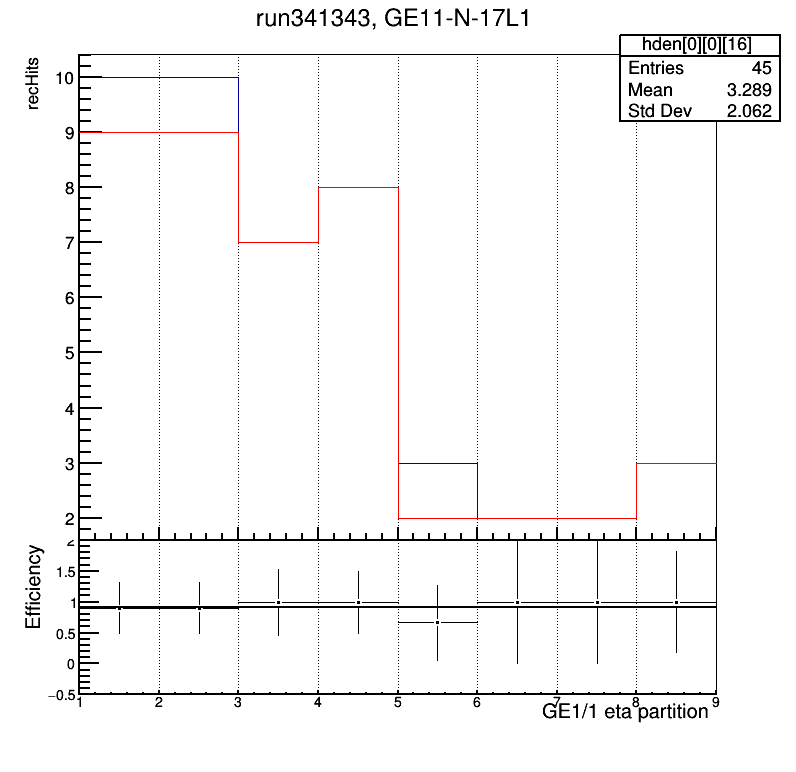 run341343, GE11-N-17L1
hden[0][0][16]
Entries 45
Mean 3.289
Std Dev 2.062
recHits
10
9
8
7
6
5
4
3
2
Efficiency
2
1.5
1
0.5
0
−0.5
1 2 3 4 5 6 7 8 9
GE1/1 eta partition